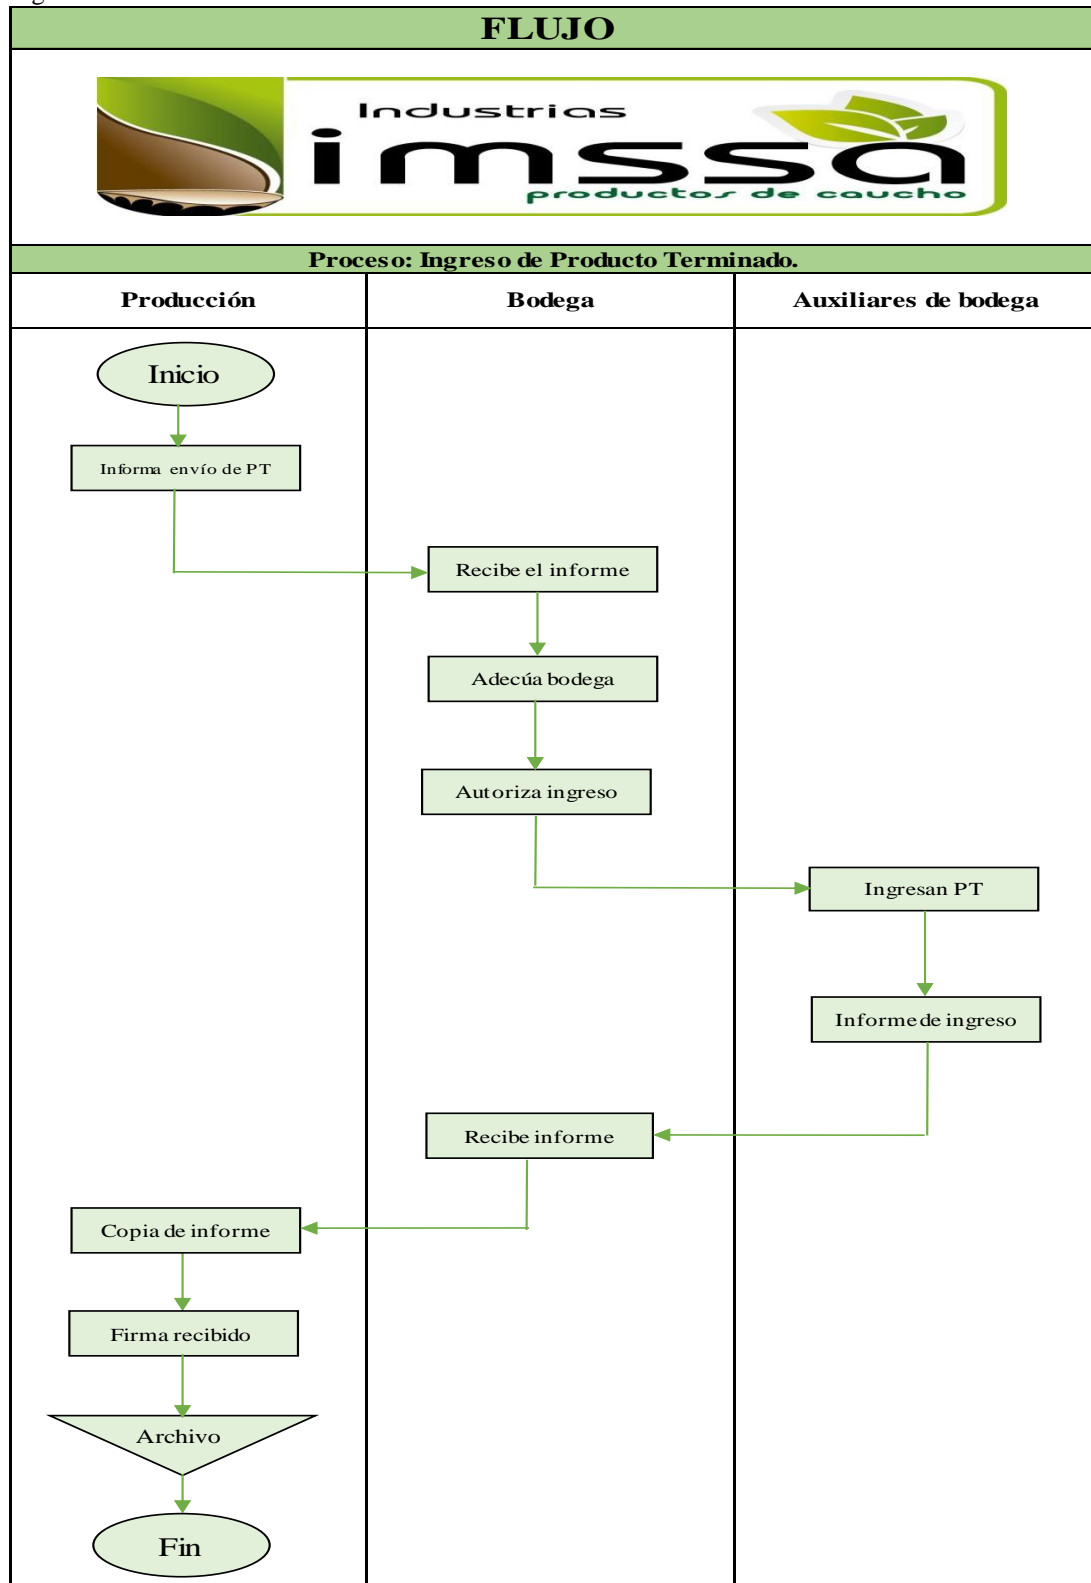 FLUJO
Industrias
imssa
productos de caucho
Proceso: Ingreso de Producto Terminado.
Producción
Bodega
Auxiliares de bodega
Inicio
Informa envío de PT
Recibe el informe
Adecúa bodega
Autoriza ingreso
Ingresan PT
Informe de ingreso
Recibe informe
Copia de informe
Firma recibido
Archivo
Fin